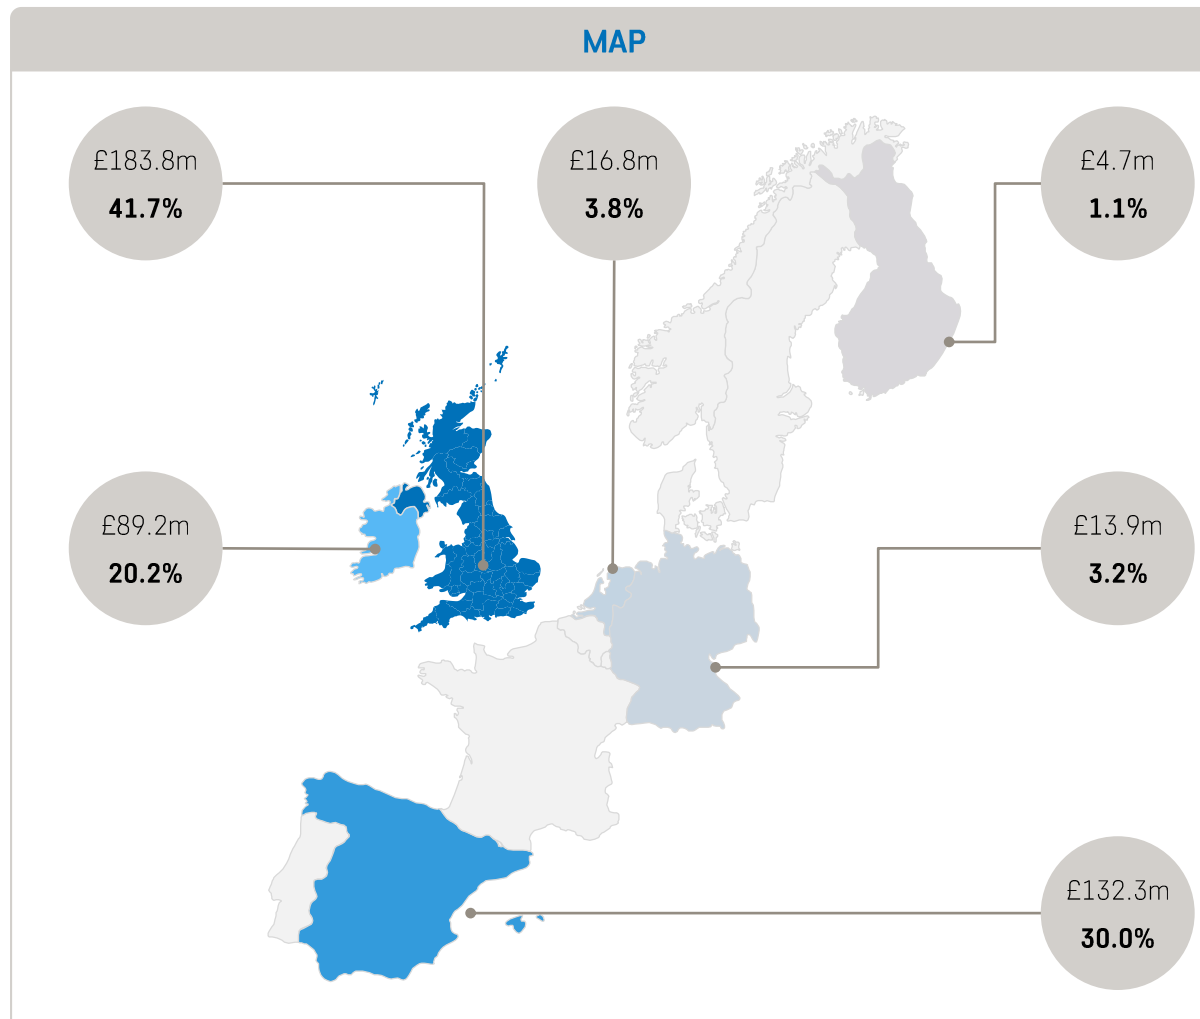 MAP
£183.8m
41.7%
£16.8m
3.8%
£4.7m
1.1%
£89.2m
20.2%
£13.9m
3.2%
£132.3m
30.0%